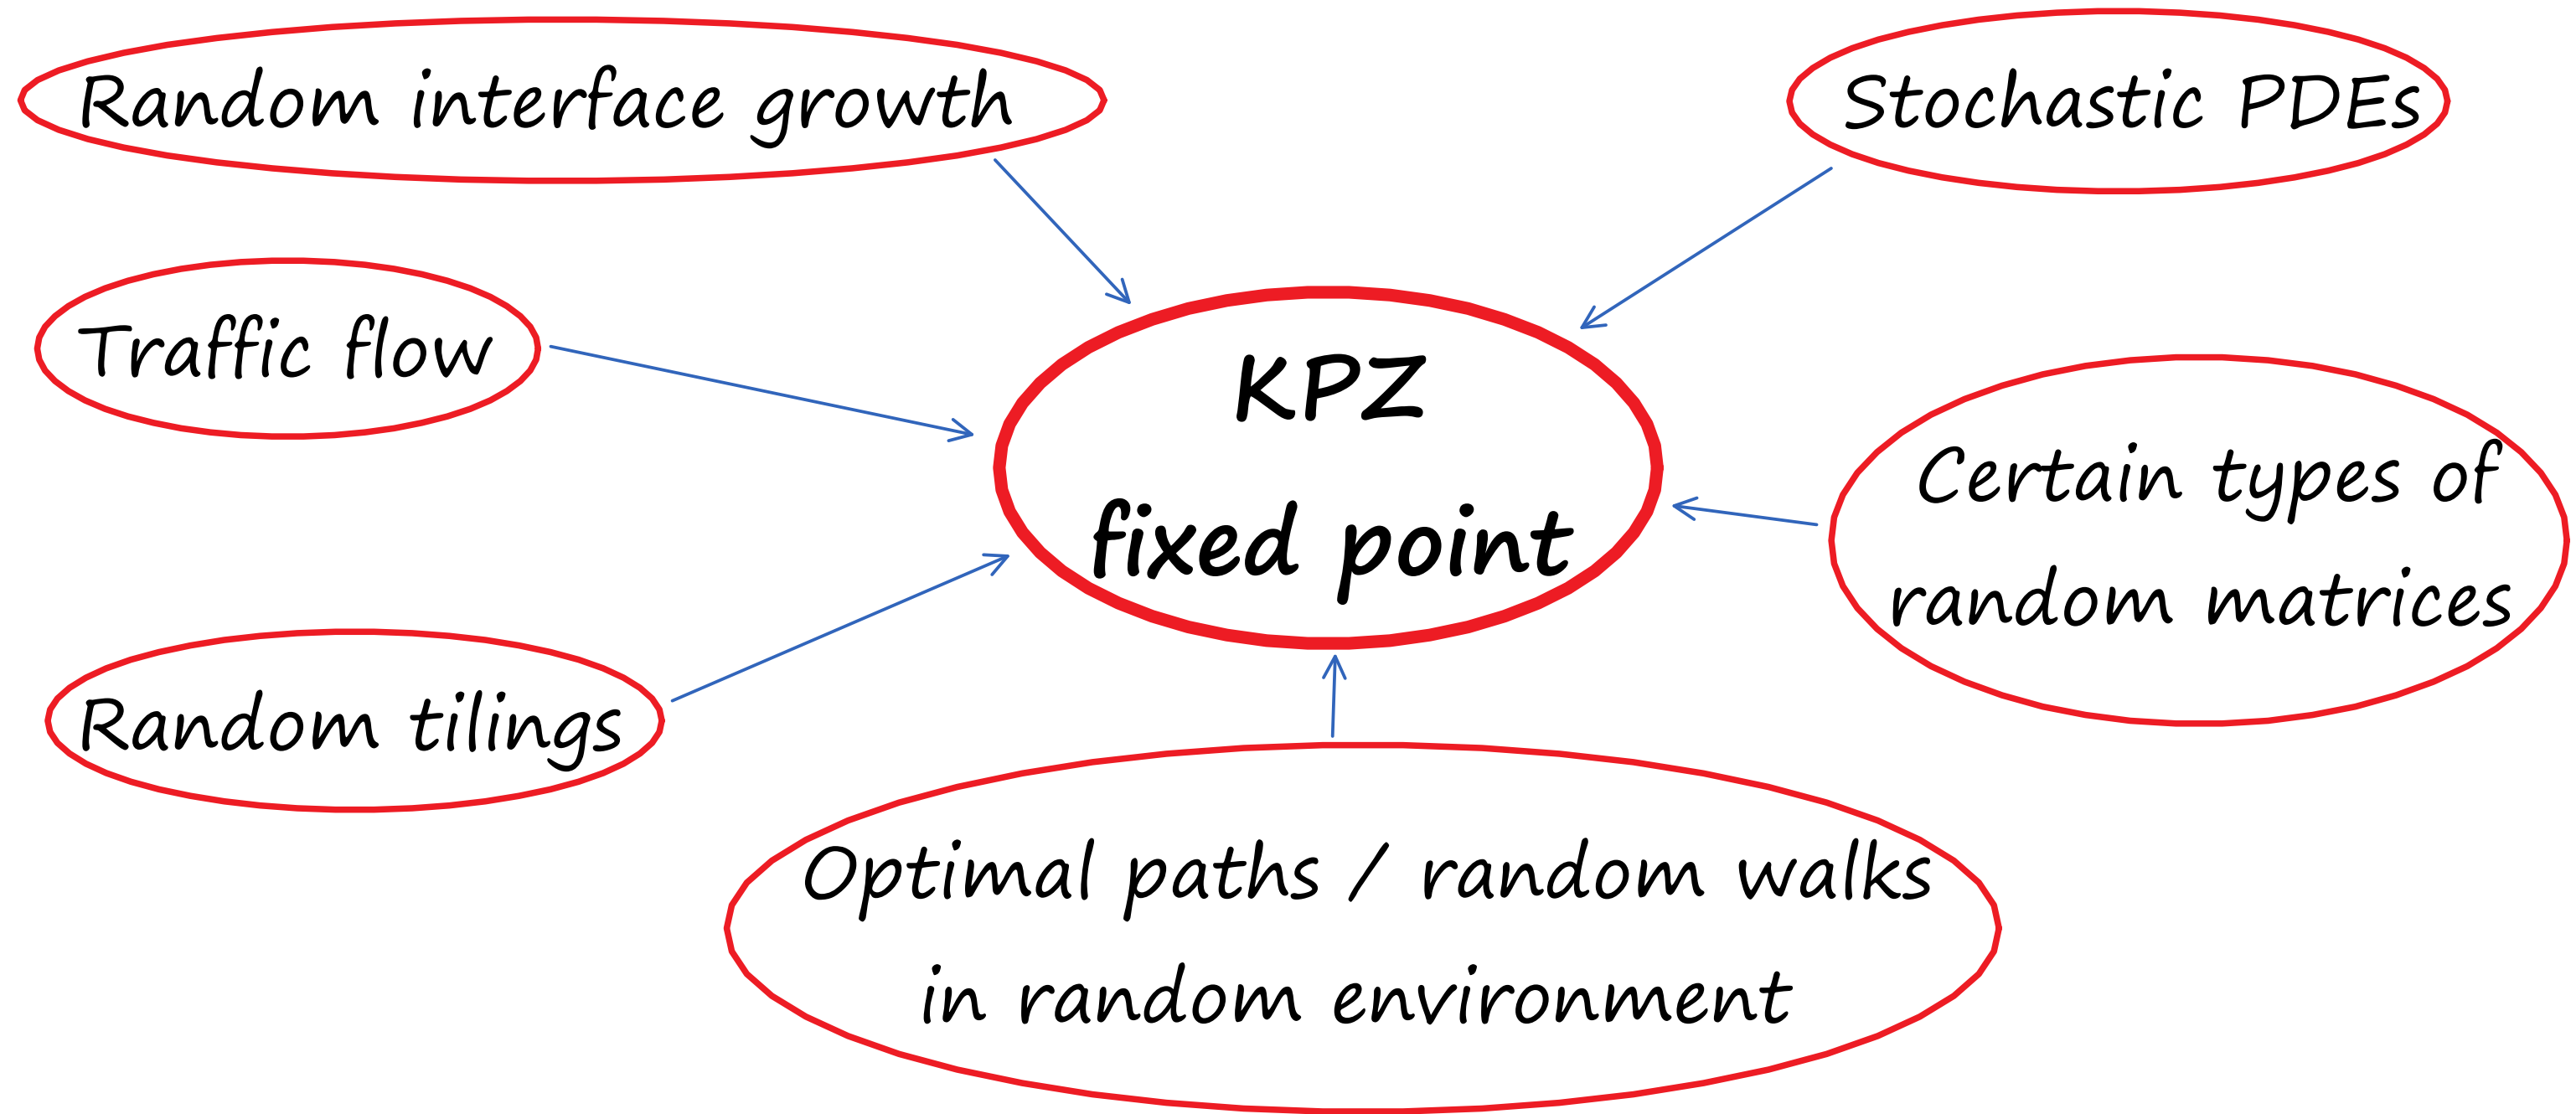 Random interface growth
Stochastic PDEs
Traffic flow
KPZ
fixed point
Certain types of
random matrices
Random tilings
Optimal paths / random walks
in random environment